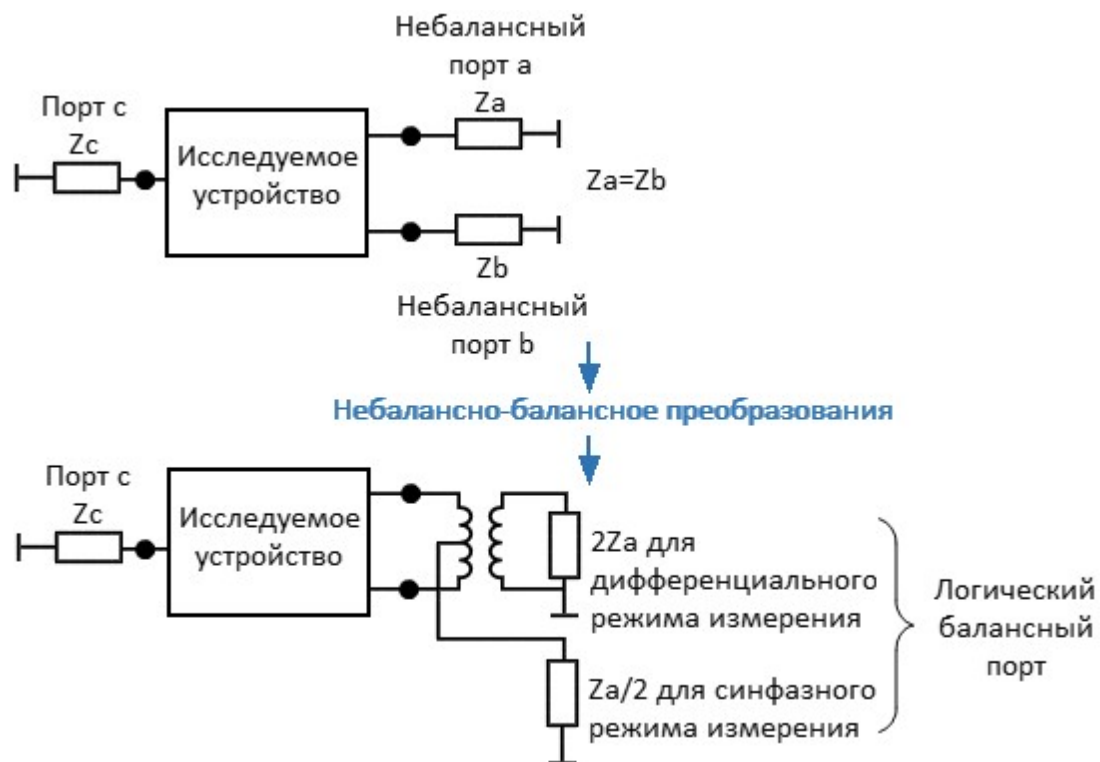 Небалансный
порт a
Za
Порт c
Zc
Исследуемое
устройство
Za=Zb
Zb
Небалансный
порт b
Небалансно-балансное преобразования
Порт c
Zc
Исследуемое
устройство
2Za для
дифференциального
режима измерения
Za/2 для синфазного
режима измерения
Логический
балансный
порт